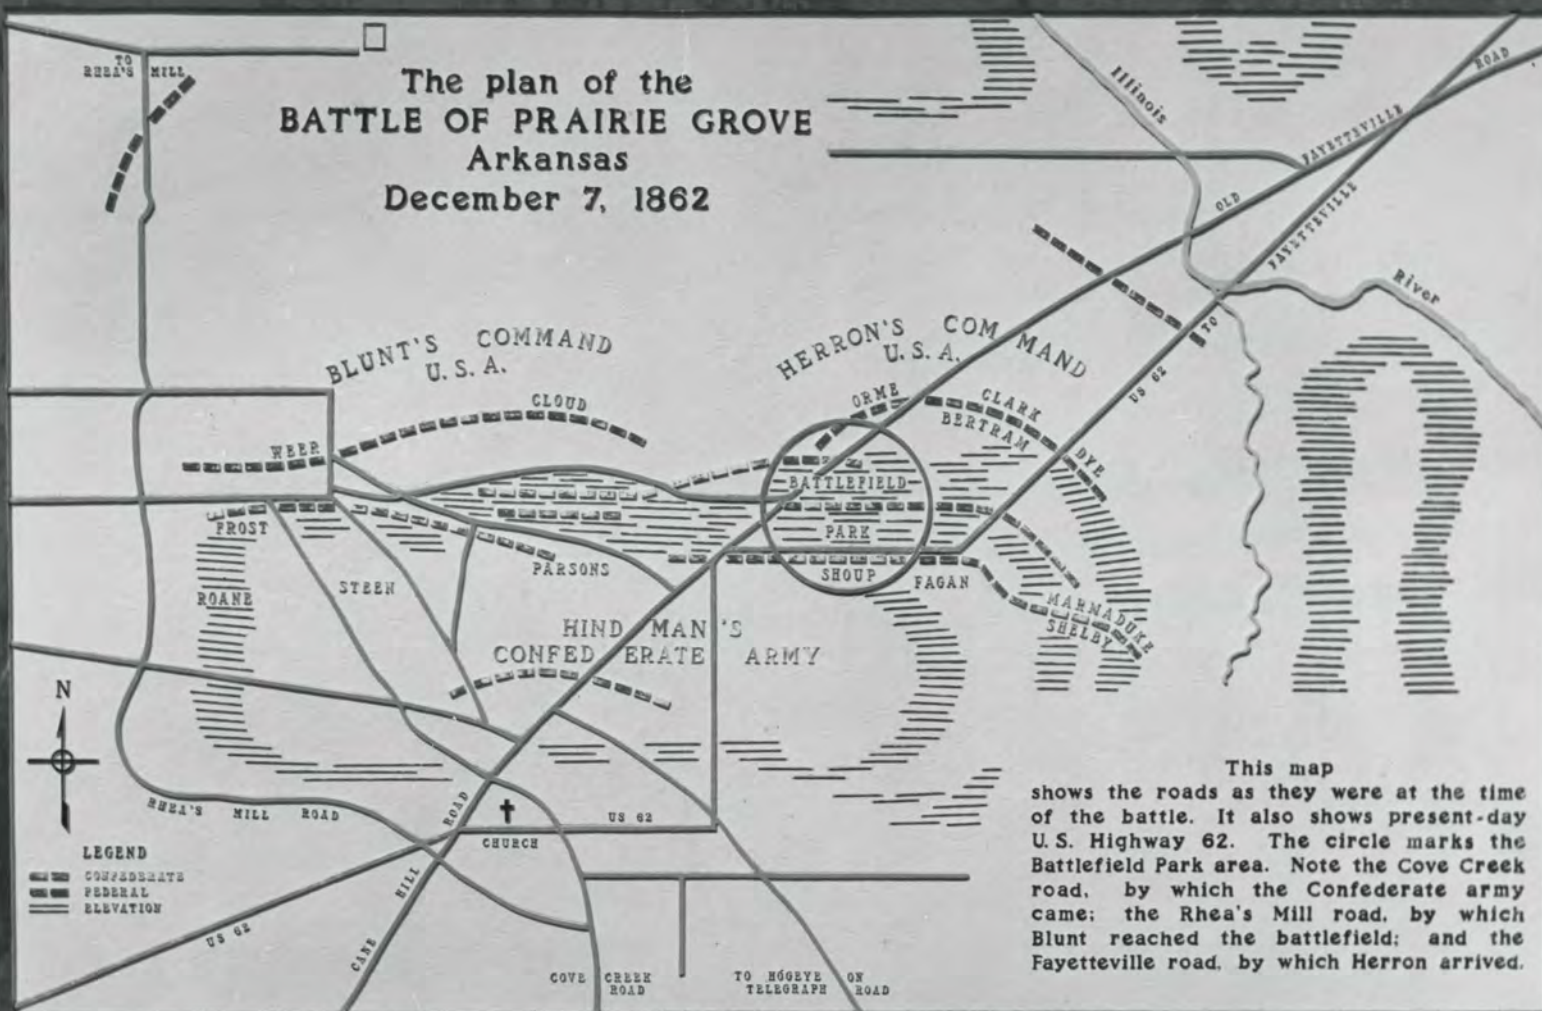 The plan of the
BATTLE OF PRAIRIE GROVE
Arkansas
December 7, 1862
TO
RHEA'S MILL
Illinois
ROAD
FAYETTEVILLE
OLD
FAYETTEVILLE
River
TO
US 62
BLUNT'S COMMAND
U.S.A.
HERRON'S COMMAND
U.S.A.
CLOUD
ORME
CLARK
BERTRAM
DYE
WEER
BATTLEFIELD
PARK
FROST
PARSONS
SHOUP
FAGAN
STEEN
ROANE
MARMADUKE
SHELBY
HINDMAN'S
CONFEDERATE ARMY
N
RHEA'S MILL ROAD
ROAD
US 62
CHURCH
HILL
CANE
US 62
LEGEND
CONFEDERATE
FEDERAL
ELEVATION
COVE CREEK
ROAD
TO HOGEYE ON
TELEGRAPH ROAD
This map
shows the roads as they were at the time
of the battle. It also shows present-day
U.S. Highway 62. The circle marks the
Battlefield Park area. Note the Cove Creek
road, by which the Confederate army
came; the Rhea's Mill road, by which
Blunt reached the battlefield; and the
Fayetteville road, by which Herron arrived.